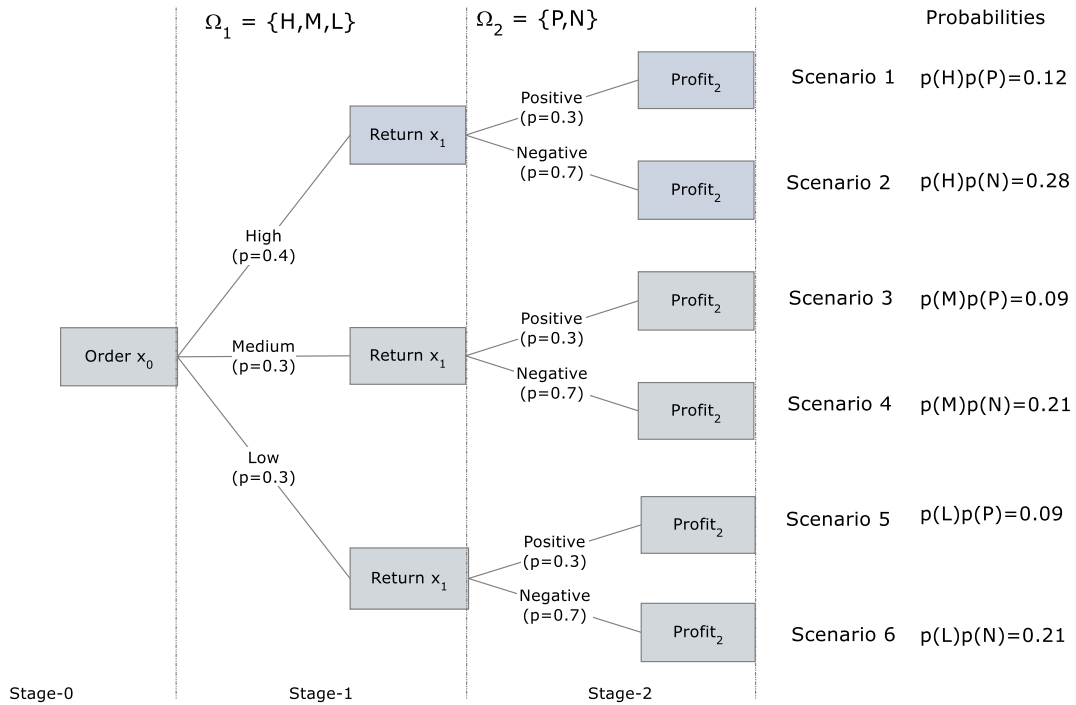 Ω1 = {H,M,L}
Ω2 = {P,N}
Probabilities
Profit2
Scenario 1
p(H)p(P)=0.12
Positive
(p=0.3)
Return x1
Negative
(p=0.7)
Profit2
Scenario 2
p(H)p(N)=0.28
High
(p=0.4)
Profit2
Scenario 3
p(M)p(P)=0.09
Positive
(p=0.3)
Order x0
Medium
(p=0.3)
Return x1
Negative
(p=0.7)
Profit2
Scenario 4
p(M)p(N)=0.21
Low
(p=0.3)
Profit2
Scenario 5
p(L)p(P)=0.09
Positive
(p=0.3)
Return x1
Negative
(p=0.7)
Profit2
Scenario 6
p(L)p(N)=0.21
Stage-0
Stage-1
Stage-2